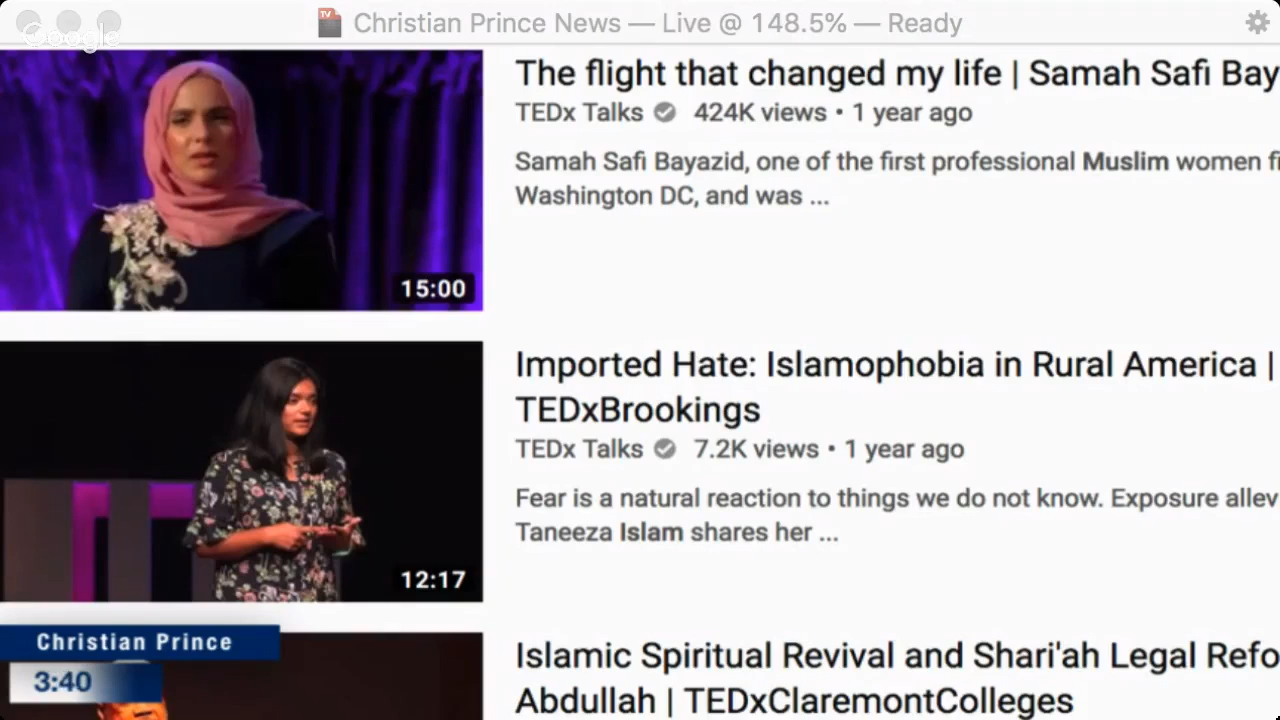 Christian Prince News — Live @ 148.5% — Ready
Google
The flight that changed my life | Samah Safi Bay
TEDx Talks 424K views • 1 year ago
Samah Safi Bayazid, one of the first professional Muslim women fi
Washington DC, and was ...
15:00
Imported Hate: Islamophobia in Rural America |
TEDxBrookings
TEDx Talks 7.2K views • 1 year ago
Fear is a natural reaction to things we do not know. Exposure allev
Taneeza Islam shares her ...
12:17
Christian Prince
3:40
Islamic Spiritual Revival and Shari'ah Legal Refo
Abdullah | TEDxClaremontColleges